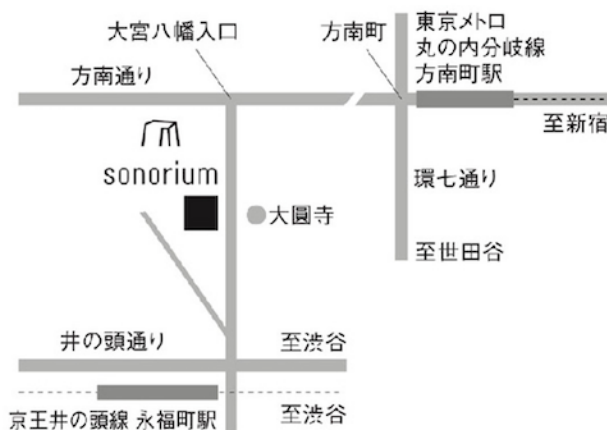 大宮八幡入口
方南町
東京メトロ
丸の内分岐線
方南町駅
方南通り
至新宿
sonorium
環七通り
大圓寺
至世田谷
井の頭通り
至渋谷
京王井の頭線 永福町駅
至渋谷